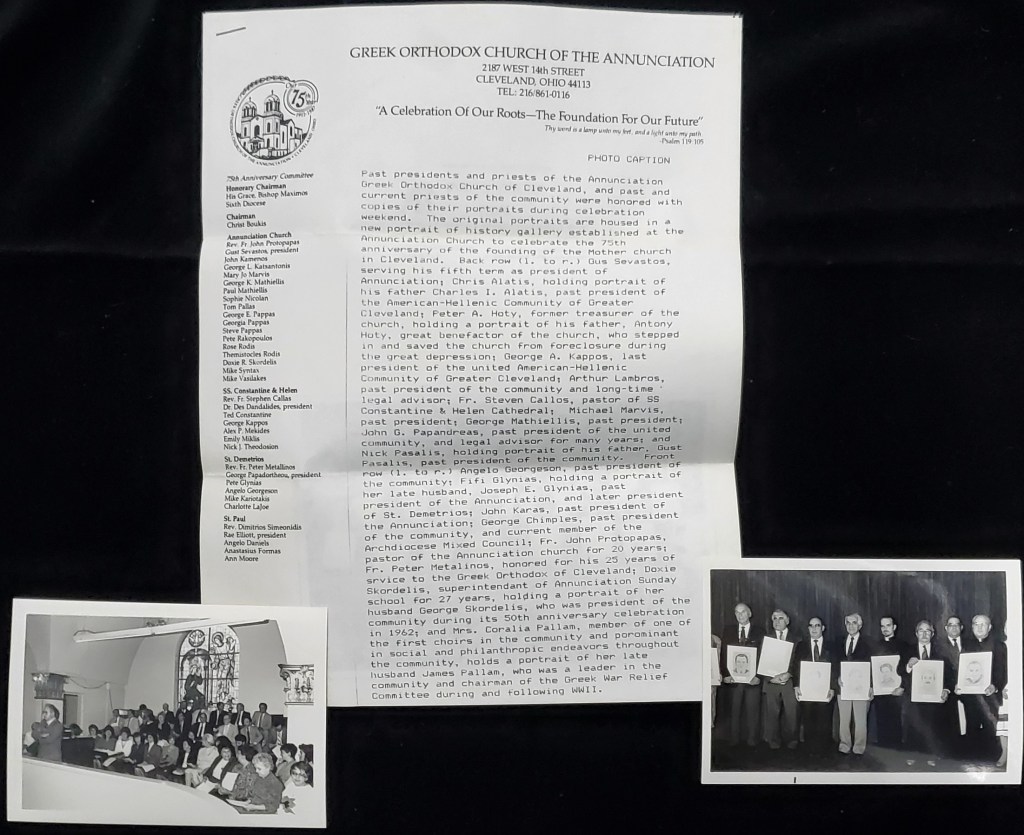 GREEK ORTHODOX CHURCH OF THE ANNUNCIATION
2187 WEST 14th STREET
CLEVELAND, OHIO 44113
TEL: 216/861-0116
"A Celebration Of Our Roots—The Foundation For Our Future"
Thy word is a lamp unto my feet, and a light unto my path.
-Psalm 119:105
75th
75th Anniversary Committee
Honorary Chairman
His Grace, Bishop Maximos
Sixth Diocese
Chairman
Christ Boukis
Annunciation Church
Rev. Fr. John Protopapas
Gust Sevastos, president
John Kamenos
George L. Katsantonis
Mary Jo Marvis
George K. Mathiellis
Paul Mathiellis
Sophie Nicolan
Tom Pallas
George E. Pappas
Georgia Pappas
Steve Pappas
Pete Rakopoulos
Rose Rodis
Themistocles Rodis
Doxie R. Skordelis
Mike Syntax
Mike Vasilakes
SS. Constantine & Helen
Rev. Fr. Stephen Callas
Dr. Des Dandalides, president
Ted Constantine
George Kappos
Alex P. Mekides
Emily Miklis
Nick J. Theodosion
St. Demetrios
Rev. Fr. Peter Metallinos
George Papadortheou, president
Pete Glynias
Angelo Georgeson
Mike Kariotakis
Charlotte LaJoe
St. Paul
Rev. Dimitrios Simeonidis
Rae Elliott, president
Angelo Daniels
Anastasius Formas
Ann Moore
PHOTO CAPTION
Past presidents and priests of the Annunciation
Greek Orthodox Church of Cleveland, and past and
current priests of the community were honored with
copies of their portraits during celebration
weekend. The original portraits are housed in a
new portrait of history gallery established at the
Annunciation Church to celebrate the 75th
anniversary of the founding of the Mother church
in Cleveland. Back row (l. to r.) Gus Sevastos,
serving his fifth term as president of
Annunciation; Chris Alatis, holding portrait of
his father Charles I. Alatis, past president of
the American-Hellenic Community of Greater
Cleveland; Peter A. Hoty, former treasurer of the
church, holding a portrait of his father, Antony
Hoty, great benefactor of the church, who stepped
in and saved the church from foreclosure during
the great depression; George A. Kappos, last
president of the united American-Hellenic
Community of Greater Cleveland; Arthur Lambros,
past president of the community and long-time
legal advisor; Fr. Steven Callos, pastor of SS
Constantine & Helen Cathedral; Michael Marvis,
past president; George Mathiellis, past president;
John G. Papandreas, past president of the united
community, and legal advisor for many years; and
Nick Pasalis, holding portrait of his father, Gust
Pasalis, past president of the community. Front
row (l. to r.) Angelo Georgeson, past president of
the community; Fifi Glynias, holding a portrait of
her late husband, Joseph E. Glynias, past
president of the Annunciation, and later president
of St. Demetrios; John Karas, past president of
the Annunciation; George Chimples, past president
of the community, and current member of the
Archdiocese Mixed Council; Fr. John Protopapas,
pastor of the Annunciation church for 20 years;
Fr. Peter Metalinos, honored for his 25 years of
srvice to the Greek Orthodox of Cleveland; Doxie
Skordelis, superintendant of Annunciation Sunday
school for 27 years, holding a portrait of her
husband George Skordelis, who was president of the
community during its 50th anniversary celebration
in 1962; and Mrs. Coralia Pallam, member of one of
the first choirs in the community and porominant
in social and philanthropic endeavors throughout
the community, holds a portrait of her late
husband James Pallam, who was a leader in the
community and chairman of the Greek War Relief
Committee during and following WWII.